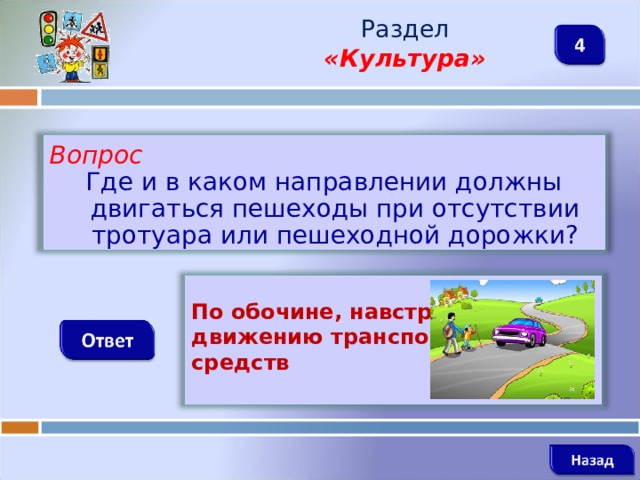 Раздел
«Культура»
4
Вопрос
Где и в каком направлении должны
двигаться пешеходы при отсутствии
тротуара или пешеходной дорожки?
По обочине, навстр
движению транспо
средств
Ответ
Назад